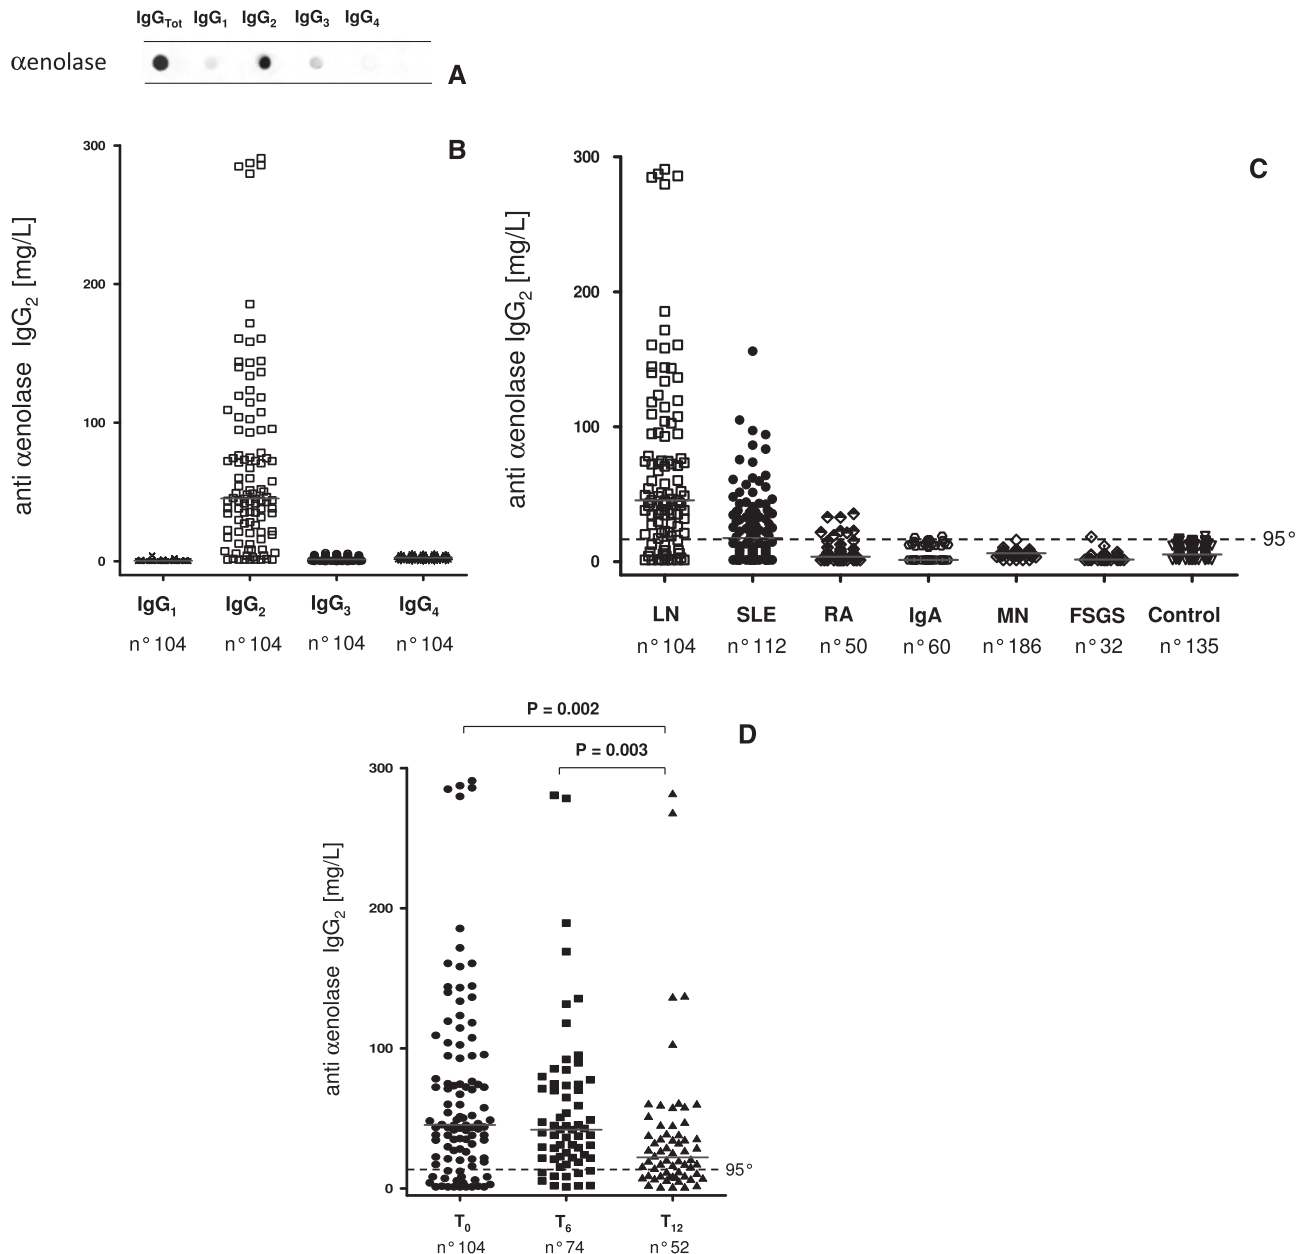 IgGTot IgG1 IgG2 IgG3 IgG4
αenolase
A
B
anti αenolase IgG2 [mg/L]
300
200
100
0
IgG1 IgG2 IgG3 IgG4
n°104 n°104 n°104 n°104
C
anti αenolase IgG2 [mg/L]
300
200
100
0
95°
LN SLE RA IgA MN FSGS Control
n°104 n°112 n°50 n°60 n°186 n°32 n°135
D
P = 0.002
P = 0.003
anti αenolase IgG2 [mg/L]
300
200
100
0
95°
T0 T6 T12
n°104 n°74 n°52